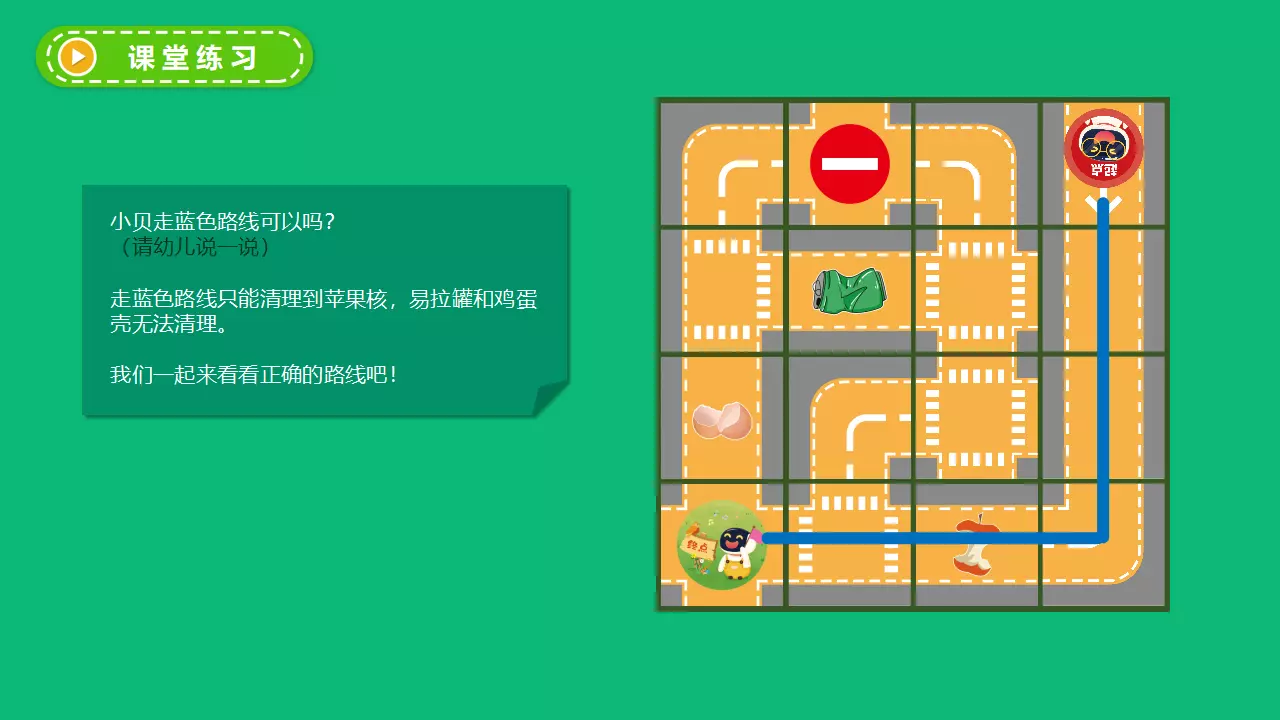 课堂练习
小贝走蓝色路线可以吗？
（请幼儿说一说）
走蓝色路线只能清理到苹果核，易拉罐和鸡蛋
壳无法清理。
我们一起来看看正确的路线吧！
起点
终点